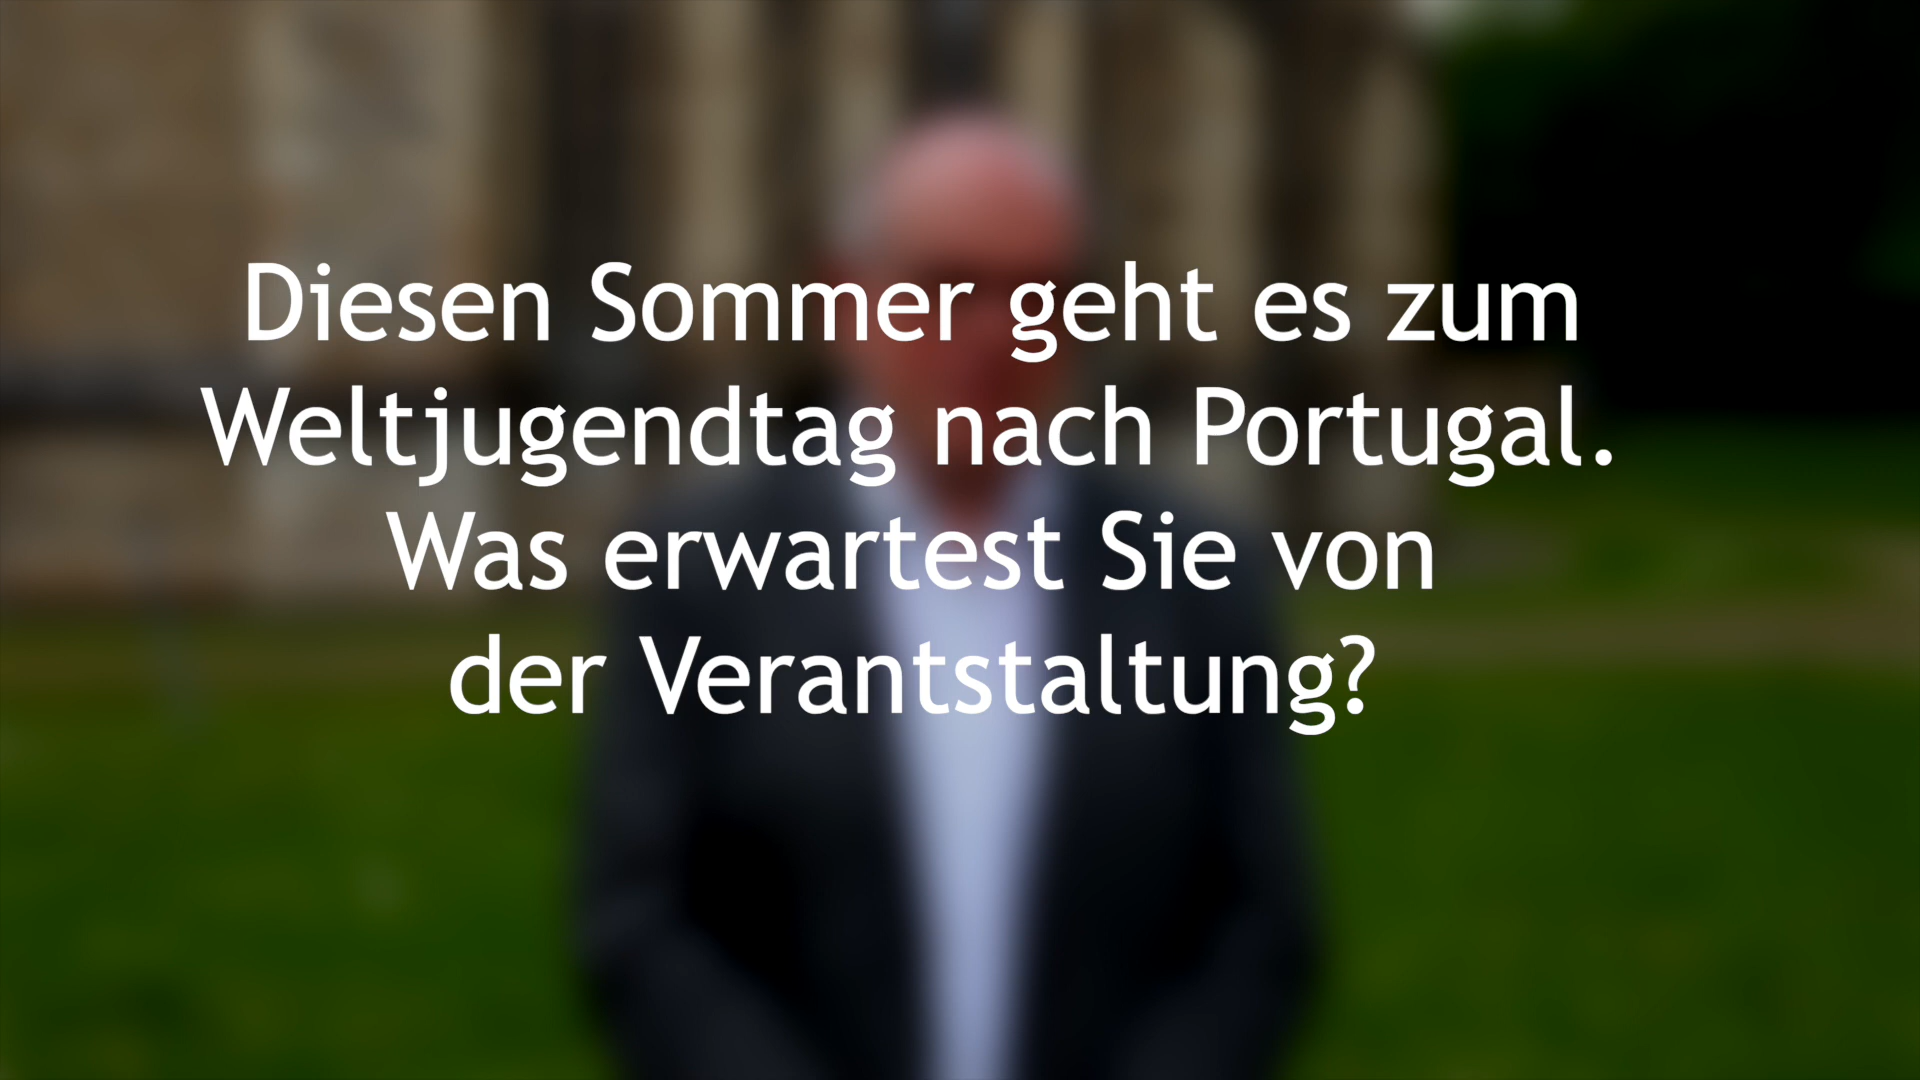 Diesen Sommer geht es zum
Weltjugendtag nach Portugal.
Was erwartest Sie von
der Verantstaltung?